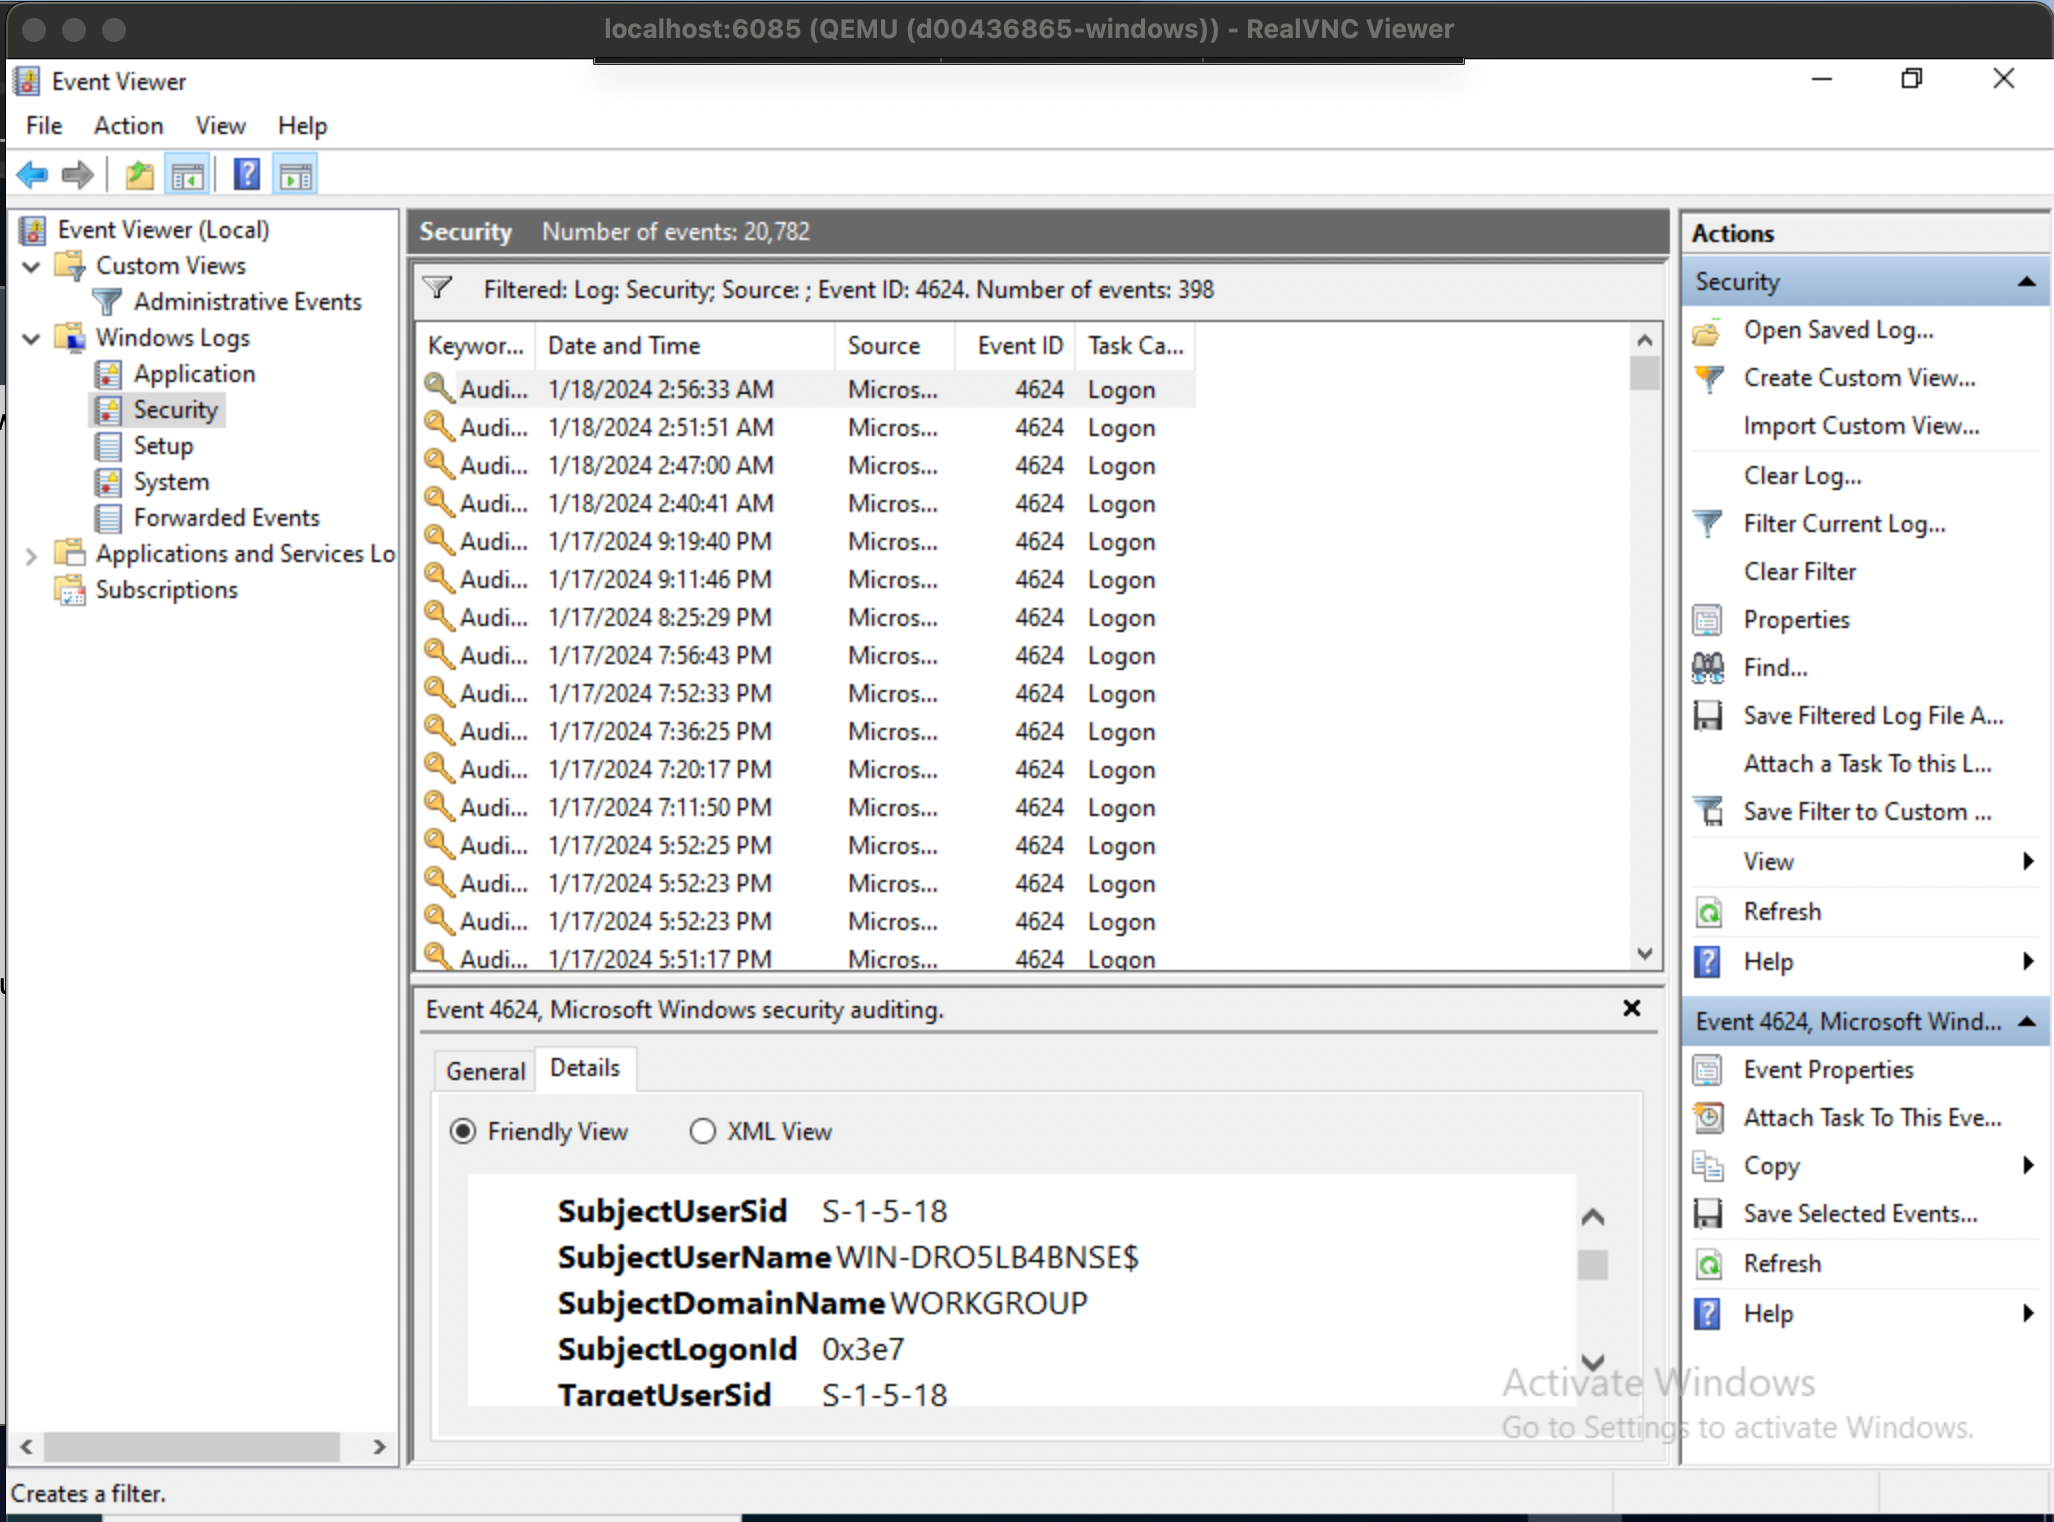 localhost:6085 (QEMU (d00436865-windows)) - RealVNC Viewer
Event Viewer
File Action View Help
Event Viewer (Local)
Custom Views
Administrative Events
Windows Logs
Application
Security
Setup
System
Forwarded Events
Applications and Services Lo
Subscriptions
Security Number of events: 20,782
Filtered: Log: Security; Source: ; Event ID: 4624. Number of events: 398
Keywor... Date and Time Source Event ID Task Ca...
Audi... 1/18/2024 2:56:33 AM Micros... 4624 Logon
Audi... 1/18/2024 2:51:51 AM Micros... 4624 Logon
Audi... 1/18/2024 2:47:00 AM Micros... 4624 Logon
Audi... 1/18/2024 2:40:41 AM Micros... 4624 Logon
Audi... 1/17/2024 9:19:40 PM Micros... 4624 Logon
Audi... 1/17/2024 9:11:46 PM Micros... 4624 Logon
Audi... 1/17/2024 8:25:29 PM Micros... 4624 Logon
Audi... 1/17/2024 7:56:43 PM Micros... 4624 Logon
Audi... 1/17/2024 7:52:33 PM Micros... 4624 Logon
Audi... 1/17/2024 7:36:25 PM Micros... 4624 Logon
Audi... 1/17/2024 7:20:17 PM Micros... 4624 Logon
Audi... 1/17/2024 7:11:50 PM Micros... 4624 Logon
Audi... 1/17/2024 5:52:25 PM Micros... 4624 Logon
Audi... 1/17/2024 5:52:23 PM Micros... 4624 Logon
Audi... 1/17/2024 5:52:23 PM Micros... 4624 Logon
Audi... 1/17/2024 5:51:17 PM Micros... 4624 Logon
Event 4624, Microsoft Windows security auditing.
General Details
Friendly View XML View
SubjectUserSid S-1-5-18
SubjectUserName WIN-DRO5LB4BNSE$
SubjectDomainName WORKGROUP
SubjectLogonId 0x3e7
TargetUserSid S-1-5-18
Actions
Security
Open Saved Log...
Create Custom View...
Import Custom View...
Clear Log...
Filter Current Log...
Clear Filter
Properties
Find...
Save Filtered Log File A...
Attach a Task To this L...
Save Filter to Custom ...
View
Refresh
Help
Event 4624, Microsoft Wind...
Event Properties
Attach Task To This Eve...
Copy
Save Selected Events...
Refresh
Help
Activate Windows
Go to Settings to activate Windows.
Creates a filter.